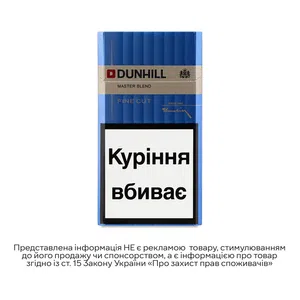 DUNHILL
MASTER BLEND
FINE CUT
Куріння
вбиває
Представлена інформація НЕ є рекламою товару, стимулюванням
до його продажу чи спонсорством, а є інформацією про товар
згідно із ст. 15 Закону України «Про захист прав споживачів»